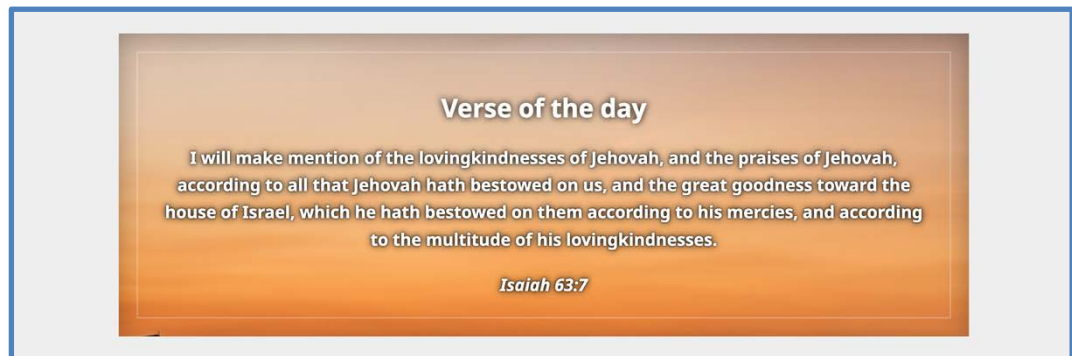 Verse of the day
I will make mention of the lovingkindnesses of Jehovah, and the praises of Jehovah,
according to all that Jehovah hath bestowed on us, and the great goodness toward the
house of Israel, which he hath bestowed on them according to his mercies, and according
to the multitude of his lovingkindnesses.
Isaiah 63:7